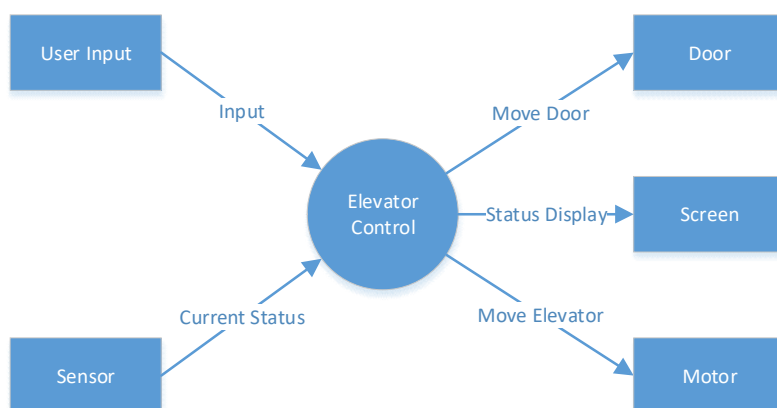 User Input
Door
Input
Move Door
Elevator
Control
Status Display
Screen
Current Status
Move Elevator
Sensor
Motor